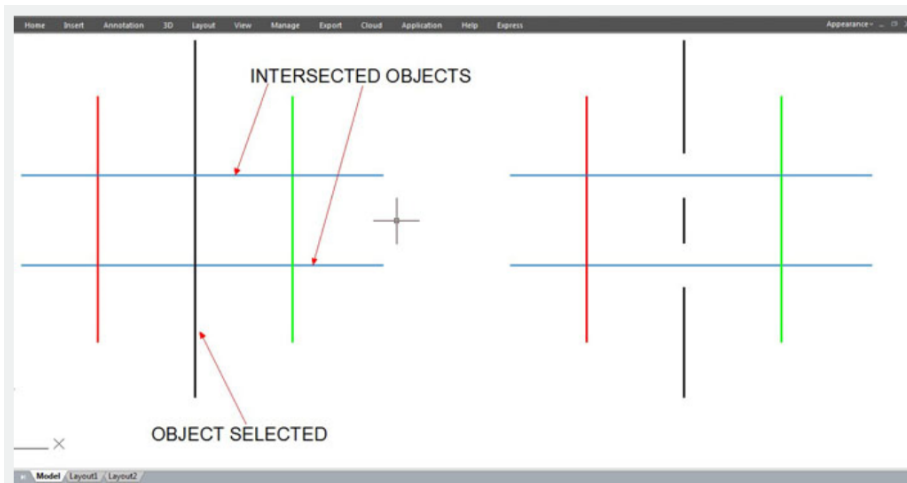 Home Insert Annotation 3D Layout View Manage Export Cloud Application Help Express Appearance
INTERSECTED OBJECTS
OBJECT SELECTED
Model Layout1 Layout2